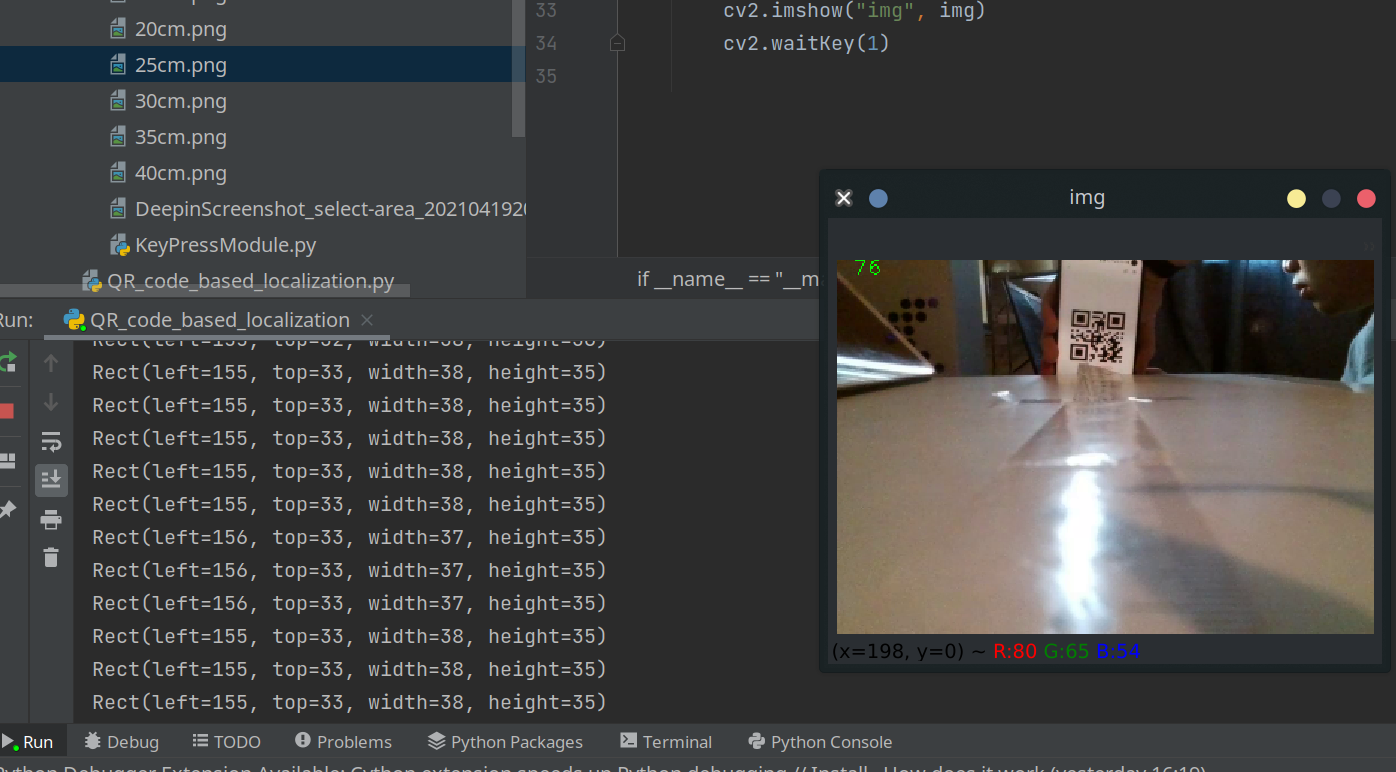 20cm.png
25cm.png
30cm.png
35cm.png
40cm.png
DeepinScreenshot_select-area_202104192
KeyPressModule.py
QR_code_based_localization.py
33 cv2.imshow("img", img)
34 cv2.waitKey(1)
35
if __name__ == "__m
Run:
QR_code_based_localization
Rect(left=155, top=32, width=38, height=35)
Rect(left=155, top=33, width=38, height=35)
Rect(left=155, top=33, width=38, height=35)
Rect(left=155, top=33, width=38, height=35)
Rect(left=155, top=33, width=38, height=35)
Rect(left=155, top=33, width=38, height=35)
Rect(left=156, top=33, width=37, height=35)
Rect(left=156, top=33, width=37, height=35)
Rect(left=156, top=33, width=37, height=35)
Rect(left=155, top=33, width=38, height=35)
Rect(left=155, top=33, width=38, height=35)
Rect(left=155, top=33, width=38, height=35)
img
76
(x=198, y=0) ~ R:80 G:65 B:54
Run
Debug
TODO
Problems
Python Packages
Terminal
Python Console
Python Debugger Extension Available: Cython extension speeds up Python debugging // Install How does it work (yesterday 16:19)